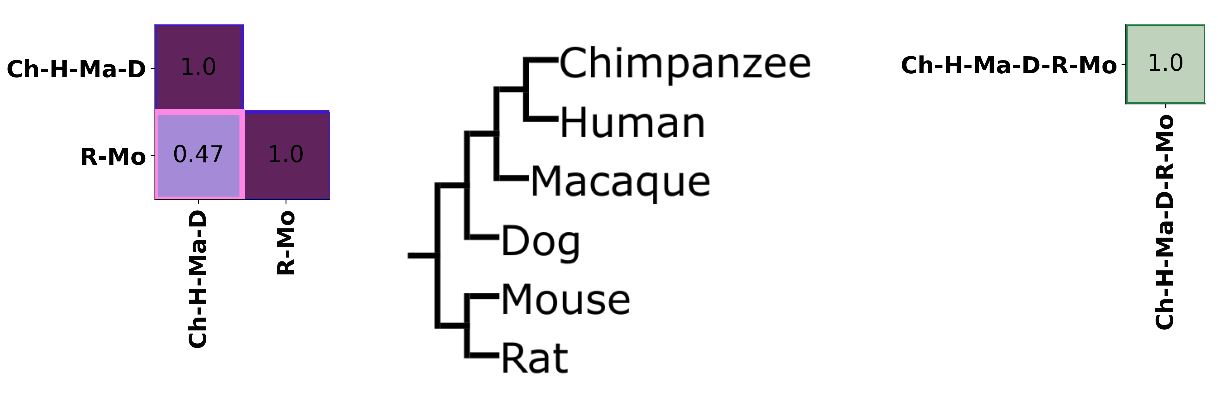 Ch-H-Ma-D
1.0
R-Mo
0.47
1.0
Ch-H-Ma-D
R-Mo
Chimpanzee
Human
Macaque
Dog
Mouse
Rat
Ch-H-Ma-D-R-Mo
1.0
Ch-H-Ma-D-R-Mo